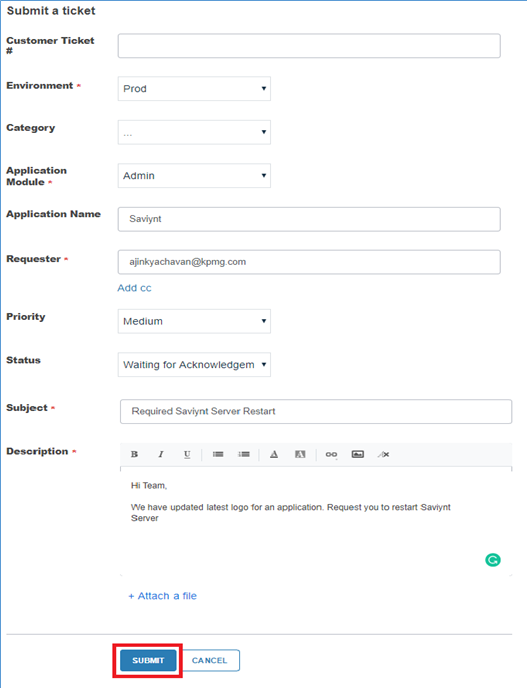 Submit a ticket
Customer Ticket
#
Environment *
Prod
Category
...
Application
Module *
Admin
Application Name
Saviynt
Requester *
ajinkyachavan@kpmg.com
Add cc
Priority
Medium
Status
Waiting for Acknowledgem
Subject *
Required Saviynt Server Restart
Description *
B I U A A
Hi Team,
We have updated latest logo for an application. Request you to restart Saviynt
Server
+ Attach a file
SUBMIT CANCEL